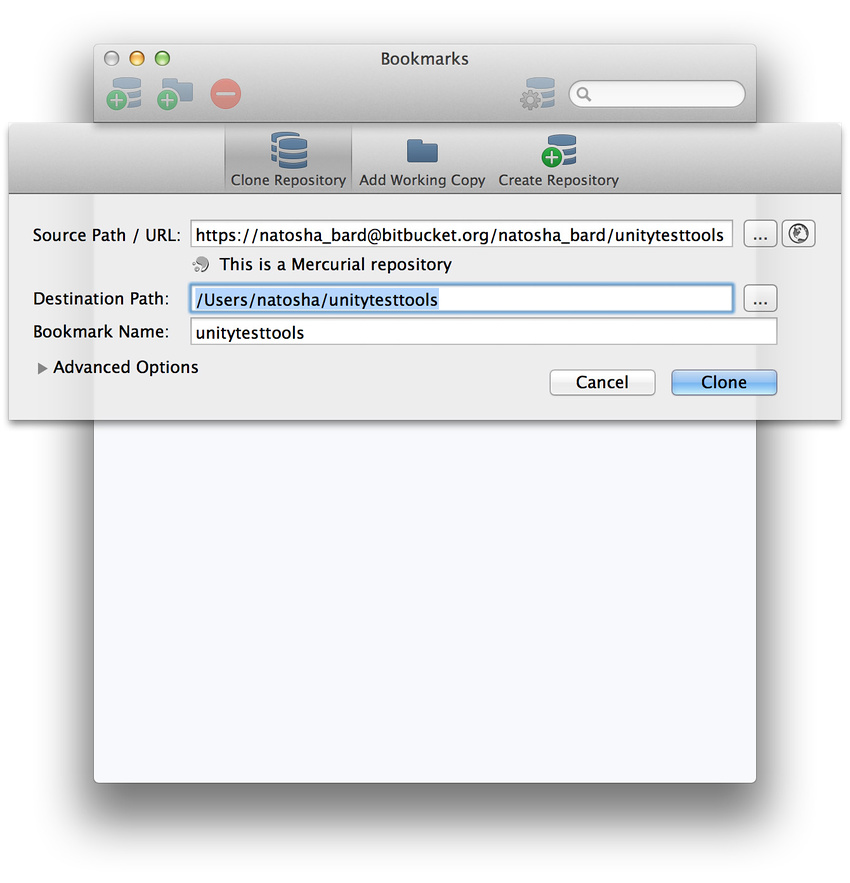 Bookmarks
Clone Repository Add Working Copy Create Repository
Source Path / URL: https://natosha_bard@bitbucket.org/natosha_bard/unitytesttools ...
This is a Mercurial repository
Destination Path: /Users/natosha/unitytesttools ...
Bookmark Name: unitytesttools
Advanced Options
Cancel Clone